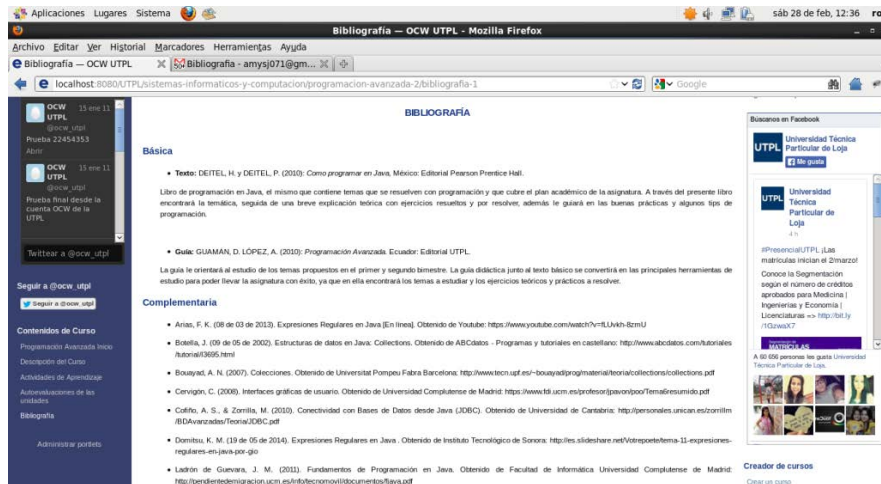 Aplicaciones Lugares Sistema
sáb 28 de feb, 12:36
Bibliografía — OCW UTPL - Mozilla Firefox
Archivo Editar Ver Historial Marcadores Herramientas Ayuda
Bibliografía — OCW UTPL
Bibliografia - amysj071@gm...
localhost:8080/UTPL/sistemas-informaticos-y-computacion/programacion-avanzada-2/bibliografia-1
Google
OCW UTPL
15 ene 11
@ocw_utpl
Prueba 22454353
Abrir
OCW UTPL
15 ene 11
@ocw_utpl
Prueba final desde la
cuenta OCW de la
UTPL
Twittear a @ocw_utpl
Seguir a @ocw_utpl
Seguir a @ocw_utpl
Contenidos de Curso
Programación Avanzada Inicio
Descripción del Curso
Actividades de Aprendizaje
Autoevaluaciones de las
unidades
Bibliografía
Administrar portlets
BIBLIOGRAFÍA
Básica
• Texto: DEITEL, H. y DEITEL, P. (2010): Como programar en Java, México: Editorial Pearson Prentice Hall.
Libro de programación en Java, el mismo que contiene temas que se resuelven con programación y que cubre el plan académico de la asignatura. A través del presente libro
encontrará la temática, seguida de una breve explicación teórica con ejercicios resueltos y por resolver, además le guiará en las buenas prácticas y algunos tips de
programación.
• Guía: GUAMÁN, D. LÓPEZ, A. (2010): Programación Avanzada. Ecuador: Editorial UTPL.
La guía le orientará al estudio de los temas propuestos en el primer y segundo bimestre. La guía didáctica junto al texto básico se convertirá en las principales herramientas de
estudio para poder llevar la asignatura con éxito, ya que en ella encontrará los temas a estudiar y los ejercicios teóricos y prácticos a resolver.
Complementaria
• Arias, F. K. (08 de 03 de 2013). Expresiones Regulares en Java [En línea]. Obtenido de Youtube: https://www.youtube.com/watch?v=fLUvkh-8zmU
• Botella, J. (09 de 05 de 2002). Estructuras de datos en Java: Collections. Obtenido de ABCdatos - Programas y tutoriales en castellano: http://www.abcdatos.com/tutoriales
/tutorial/l3695.html
• Bouayad, A. N. (2007). Colecciones. Obtenido de Universitat Pompeu Fabra Barcelona: http://www.tecn.upf.es/~bouayad/prog/material/teoria/collections/collections.pdf
• Cervigón, C. (2008). Interfaces gráficas de usuario. Obtenido de Universidad Complutense de Madrid: https://www.fdi.ucm.es/profesor/jpavon/poo/Tema6resumido.pdf
• Cofiño, A. S., & Zorrilla, M. (2010). Conectividad con Bases de Datos desde Java (JDBC). Obtenido de Universidad de Cantabria: http://personales.unican.es/zorrillm
/BDAvanzadas/Teoria/JDBC.pdf
• Domitsu, K. M. (19 de 05 de 2014). Expresiones Regulares en Java . Obtenido de Instituto Tecnológico de Sonora: http://es.slideshare.net/Votrepoete/tema-11-expresiones-
regulares-en-java-por-gio
• Ladrón de Guevara, J. M. (2011). Fundamentos de Programación en Java. Obtenido de Facultad de Informática Universidad Complutense de Madrid:
http://pendientedemigracion.ucm.es/info/tecnomovil/documentos/fjava.pdf
Búscanos en Facebook
UTPL
Universidad Técnica
Particular de Loja
Me gusta
UTPL
Universidad
Técnica
Particular de
Loja
#PresencialUTPL ¡Las
matrículas inician el 2/marzo!
Conoce la Segmentación
según el número de créditos
aprobados para Medicina |
Ingenierías y Economía |
Licenciaturas => http://bit.ly
/1GzwaX7
MATRÍCULAS
A 60 656 personas les gusta Universidad
Técnica Particular de Loja.
Creador de cursos
Crear un curso